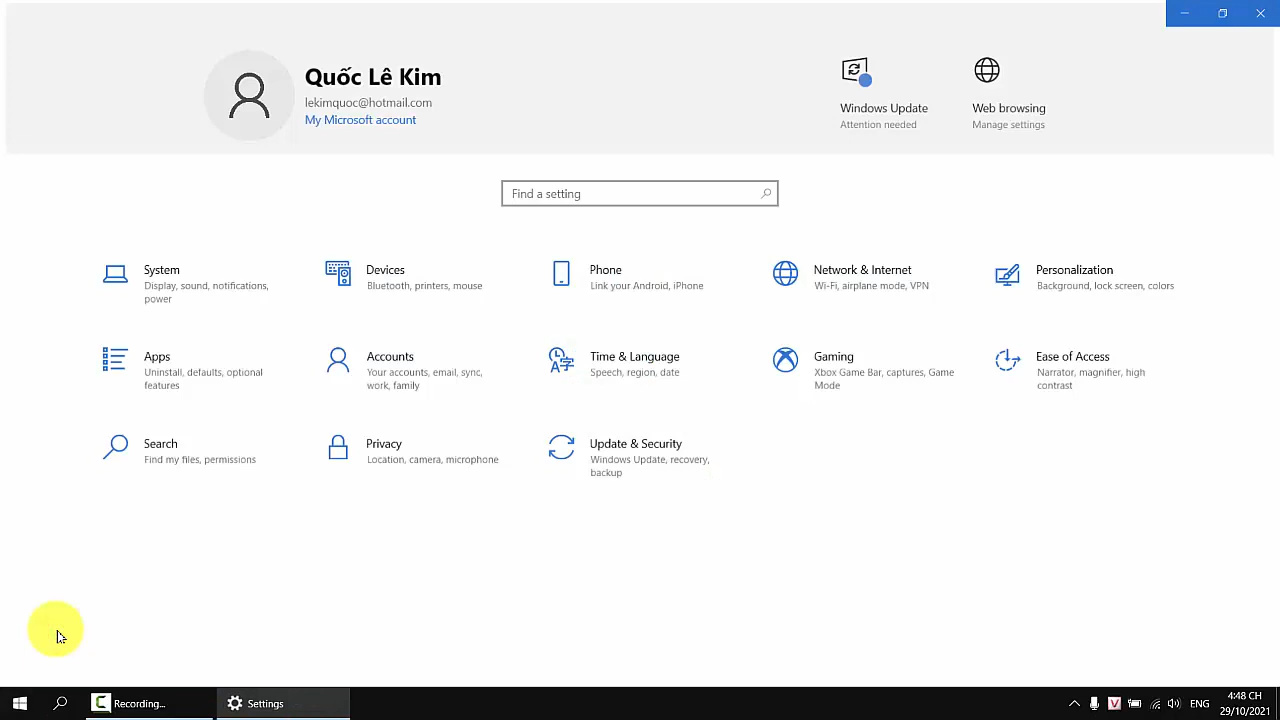 Quốc Lê Kim
lekimquoc@hotmail.com
My Microsoft account
Windows Update
Attention needed
Web browsing
Manage settings
Find a setting
System
Display, sound, notifications,
power
Devices
Bluetooth, printers, mouse
Phone
Link your Android, iPhone
Network & Internet
Wi-Fi, airplane mode, VPN
Personalization
Background, lock screen, colors
Apps
Uninstall, defaults, optional
features
Accounts
Your accounts, email, sync,
work, family
Time & Language
Speech, region, date
Gaming
Xbox Game Bar, captures, Game
Mode
Ease of Access
Narrator, magnifier, high
contrast
Search
Find my files, permissions
Privacy
Location, camera, microphone
Update & Security
Windows Update, recovery,
backup
Recording...
Settings
V
ENG
4:48 CH
29/10/2021